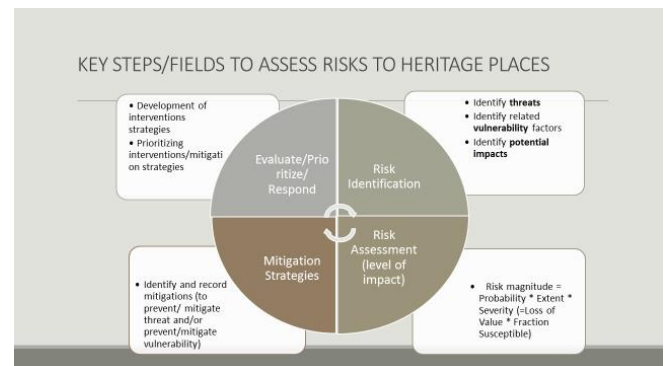 KEY STEPS/FIELDS TO ASSESS RISKS TO HERITAGE PLACES
• Development of
interventions
strategies
• Prioritizing
interventions/mitigati
on strategies
Evaluate/Prio
ritize/
Respond
Risk
Identification
• Identify threats
• Identify related
vulnerability factors
• Identify potential
impacts
• Identify and record
mitigations (to
prevent/ mitigate
threat and/or
prevent/mitigate
vulnerability)
Mitigation
Strategies
Risk
Assessment
(level of
impact)
• Risk magnitude =
Probability * Extent *
Severity (=Loss of
Value * Fraction
Susceptible)